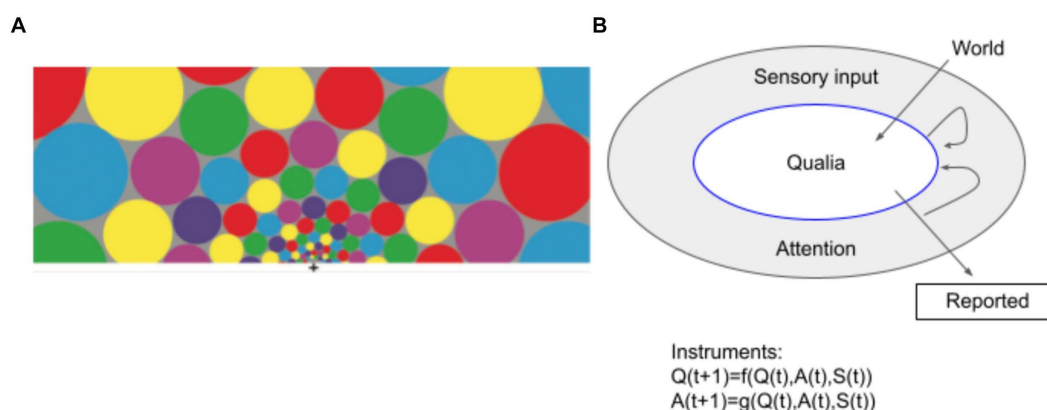 A
B
World
Sensory input
Qualia
Attention
Reported
Instruments:
Q(t+1)=f(Q(t),A(t),S(t))
A(t+1)=g(Q(t),A(t),S(t))